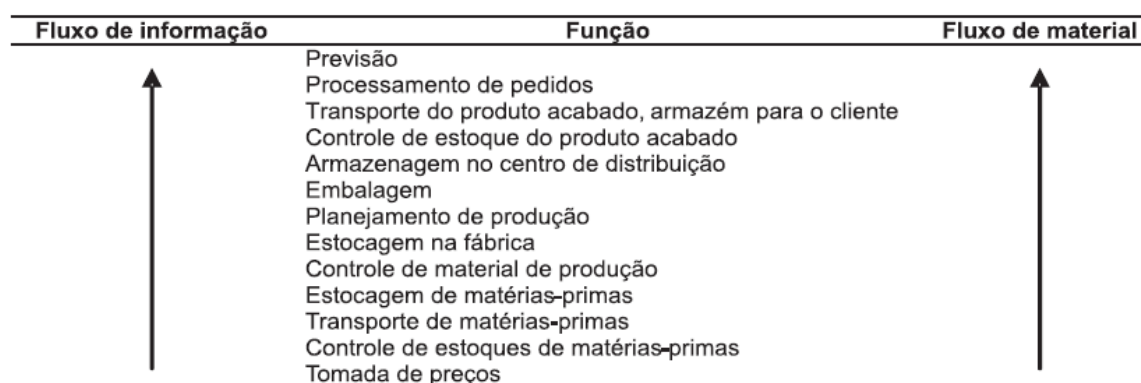 Fluxo de informação Função Fluxo de material
Previsão
Processamento de pedidos
Transporte do produto acabado, armazém para o cliente
Controle de estoque do produto acabado
Armazenagem no centro de distribuição
Embalagem
Planejamento de produção
Estocagem na fábrica
Controle de material de produção
Estocagem de matérias-primas
Transporte de matérias-primas
Controle de estoques de matérias-primas
Tomada de preços